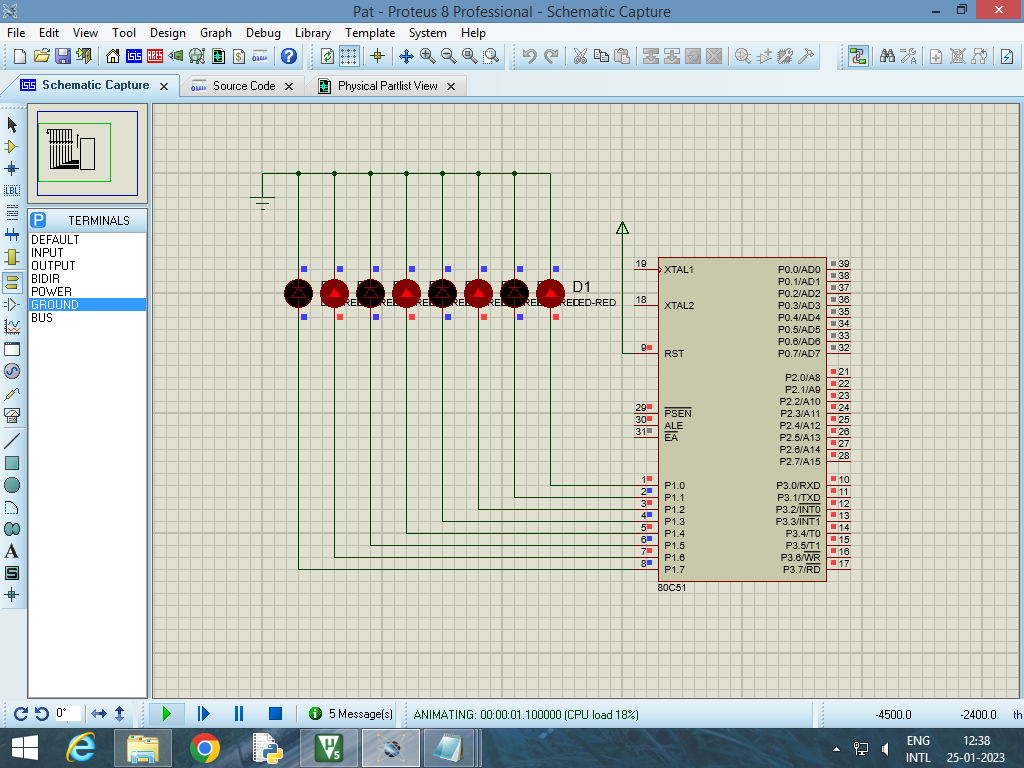 Pat - Proteus 8 Professional - Schematic Capture
File Edit View Tool Design Graph Debug Library Template System Help
Schematic Capture
Source Code
Physical Partlist View
LBL
P TERMINALS
DEFAULT
INPUT
OUTPUT
BIDIR
POWER
GROUND
BUS
A
S
D1
LED-RED
19 XTAL1
18 XTAL2
9 RST
29 PSEN
30 ALE
31 EA
1 P1.0
2 P1.1
3 P1.2
4 P1.3
5 P1.4
6 P1.5
7 P1.6
8 P1.7
P0.0/AD0 39
P0.1/AD1 38
P0.2/AD2 37
P0.3/AD3 36
P0.4/AD4 35
P0.5/AD5 34
P0.6/AD6 33
P0.7/AD7 32
P2.0/A8 21
P2.1/A9 22
P2.2/A10 23
P2.3/A11 24
P2.4/A12 25
P2.5/A13 26
P2.6/A14 27
P2.7/A15 28
P3.0/RXD 10
P3.1/TXD 11
P3.2/INT0 12
P3.3/INT1 13
P3.4/T0 14
P3.5/T1 15
P3.6/WR 16
P3.7/RD 17
80C51
0°
5 Message(s)
ANIMATING: 00:00:01.100000 (CPU load 18%)
-4500.0
-2400.0
th
ENG
INTL
12:38
25-01-2023